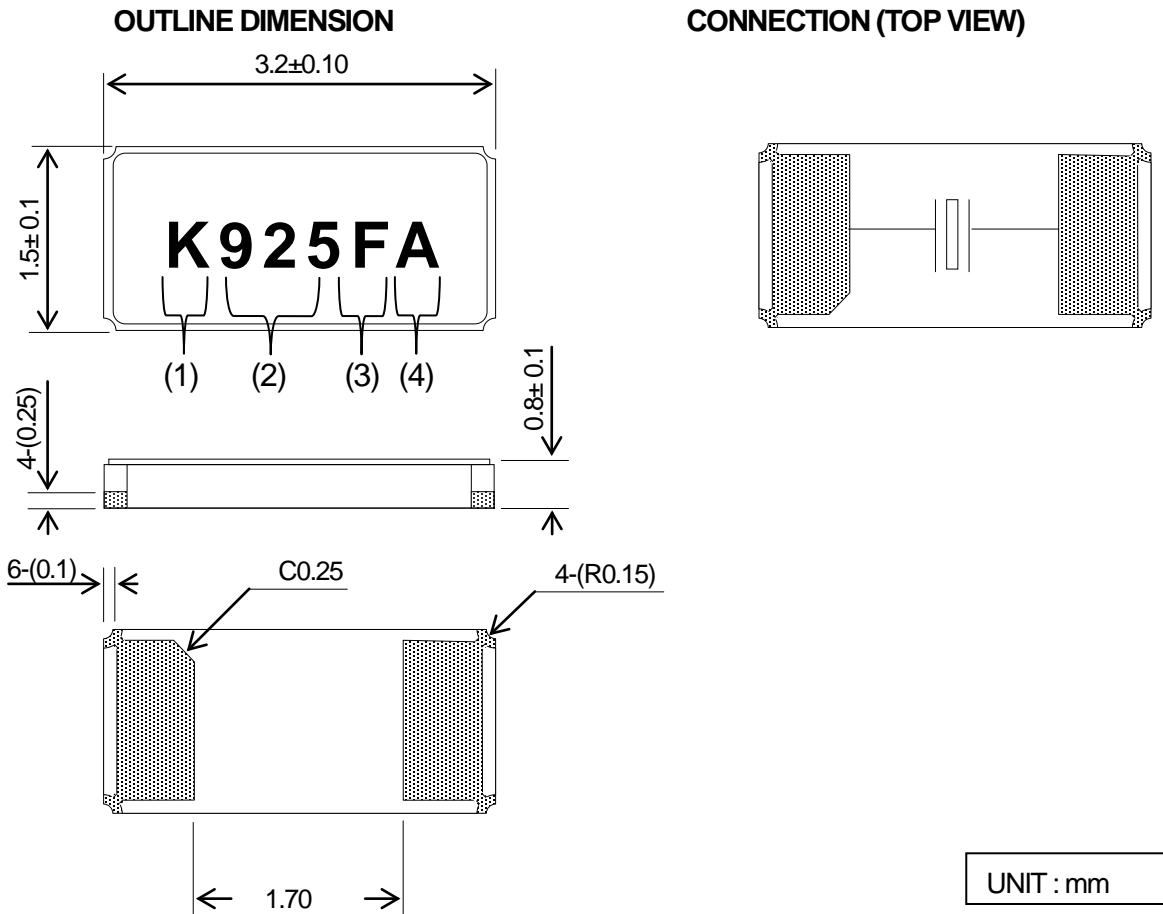 OUTLINE DIMENSION
CONNECTION (TOP VIEW)
3.2±0.10
1.5± 0.1
K925FA
(1) (2) (3) (4)
0.8± 0.1
4-(0.25)
6-(0.1)
C0.25
4-(R0.15)
1.70
UNIT : mm